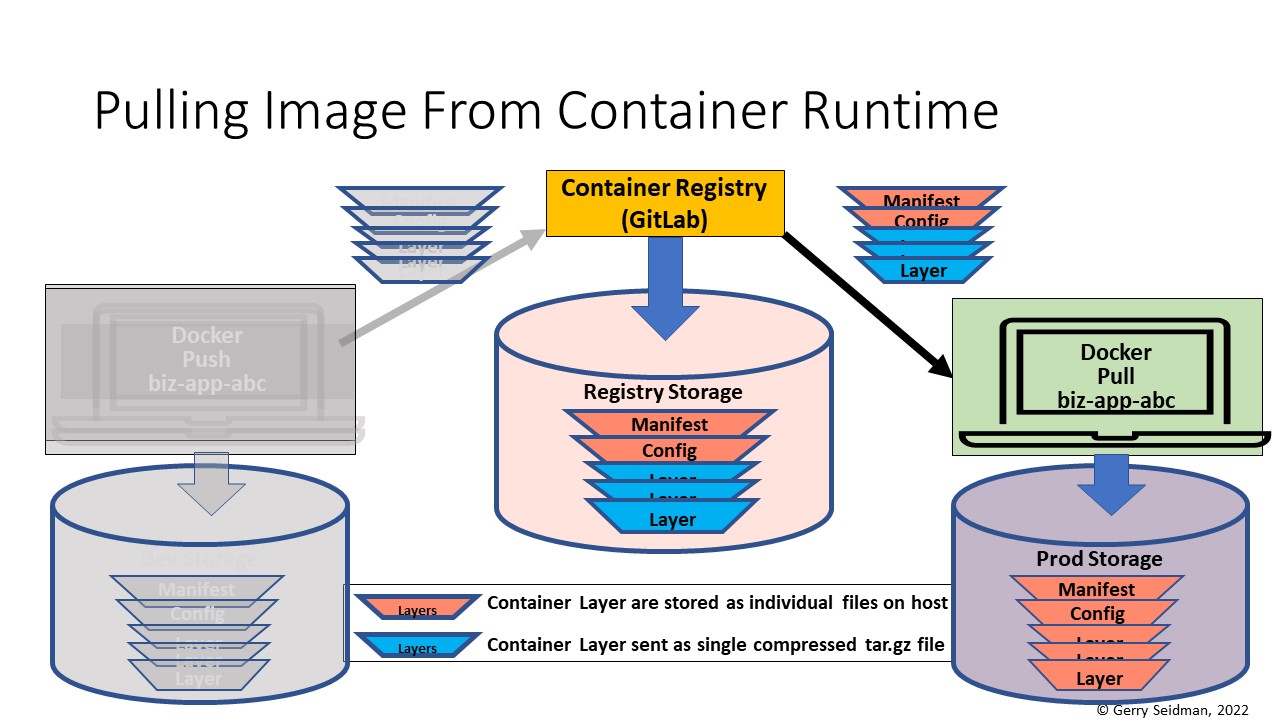 Pulling Image From Container Runtime
Container Registry
(GitLab)
Manifest
Config
Layer
Docker
Push
biz-app-abc
Registry Storage
Manifest
Config
Layer
Layer
Layer
Docker
Pull
biz-app-abc
Dev Storage
Manifest
Config
Layer
Layer
Layer
Prod Storage
Manifest
Config
Layer
Layer
Layer
Layers
Container Layer are stored as individual files on host
Layers
Container Layer sent as single compressed tar.gz file
© Gerry Seidman, 2022